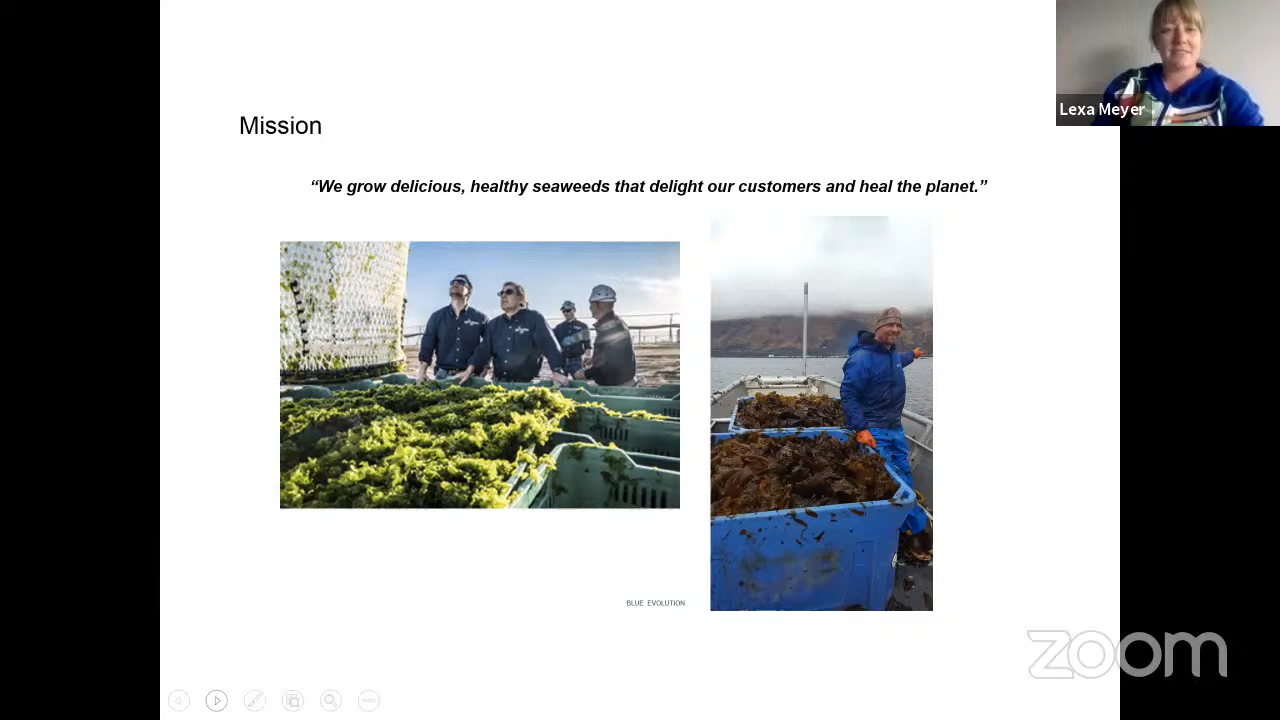 Lexa Meyer
Mission
“We grow delicious, healthy seaweeds that delight our customers and heal the planet.”
BLUE EVOLUTION
zoom